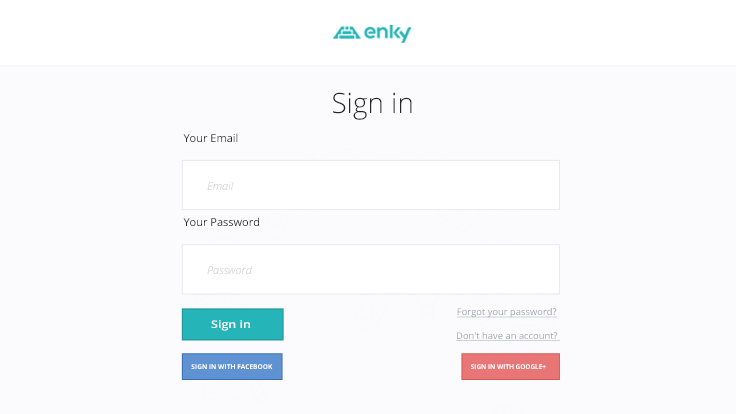 enky
Sign in
Your Email
Email
Your Password
Password
Sign in
Forgot your password?
Don't have an account?
SIGN IN WITH FACEBOOK
SIGN IN WITH GOOGLE+